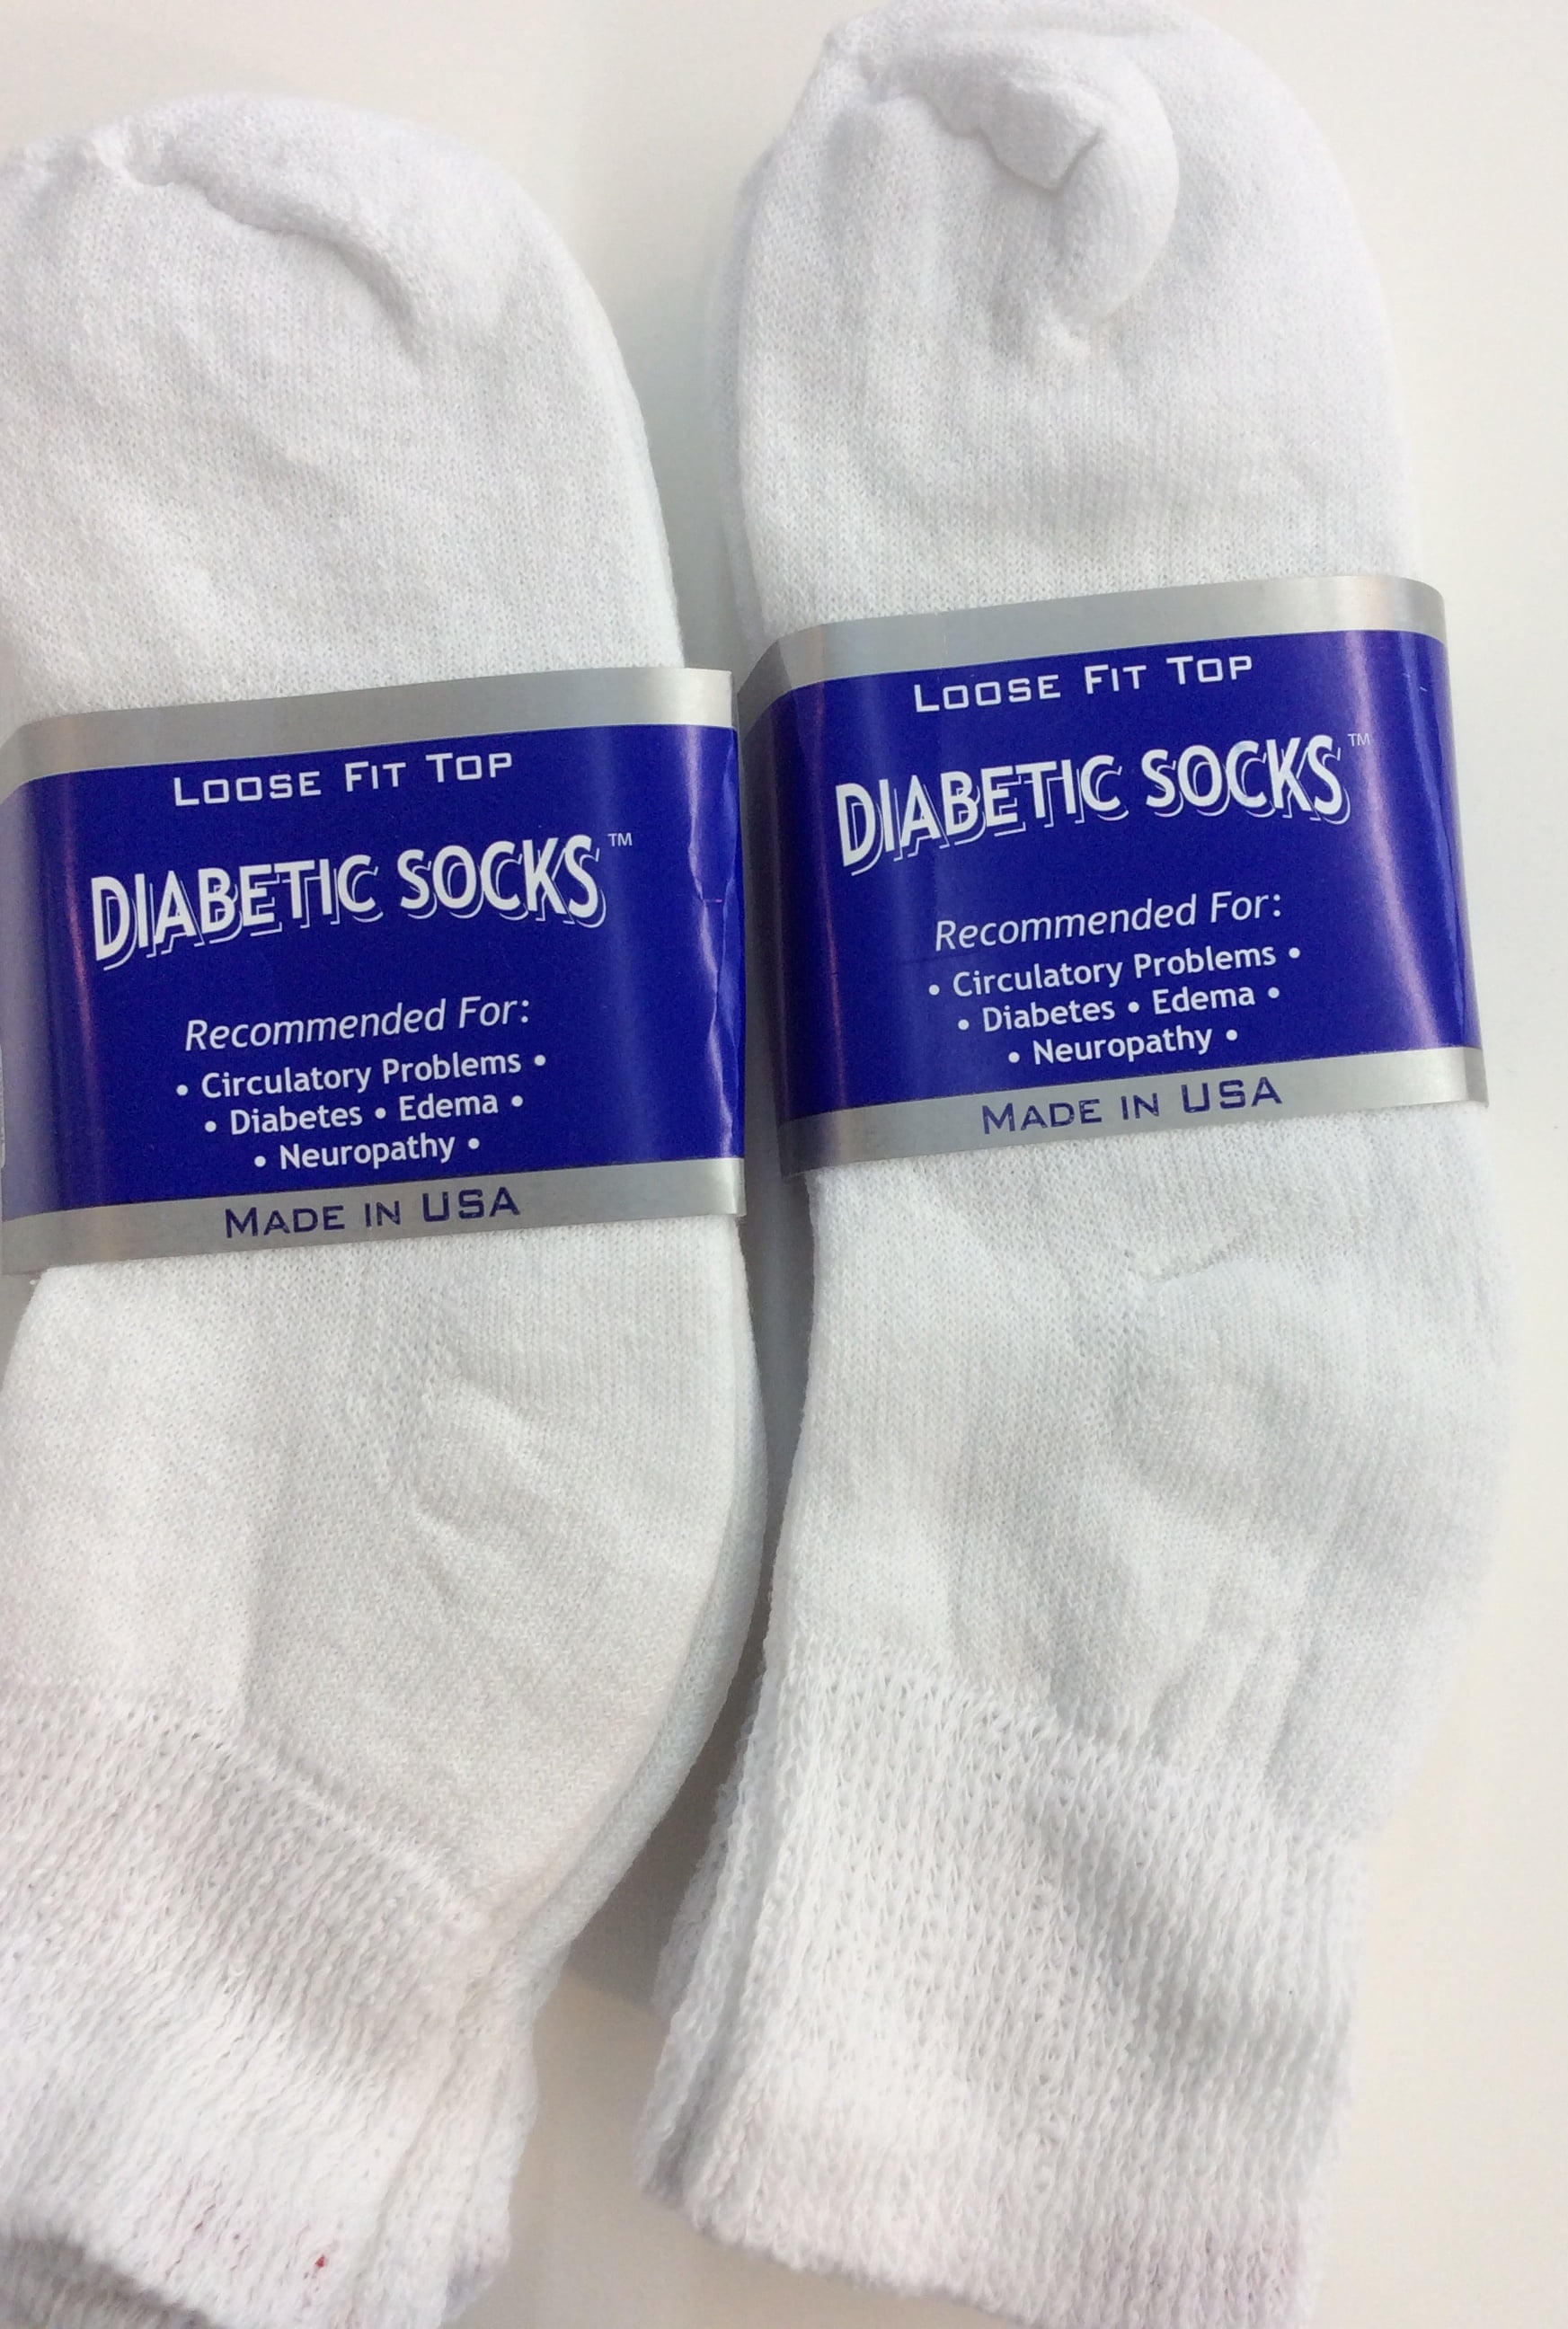 Loose Fit Top
DIABETIC SOCKS™
Recommended For:
• Circulatory Problems •
• Diabetes • Edema •
• Neuropathy •
Made in USA
Loose Fit Top
DIABETIC SOCKS™
Recommended For:
• Circulatory Problems •
• Diabetes • Edema •
• Neuropathy •
Made in USA